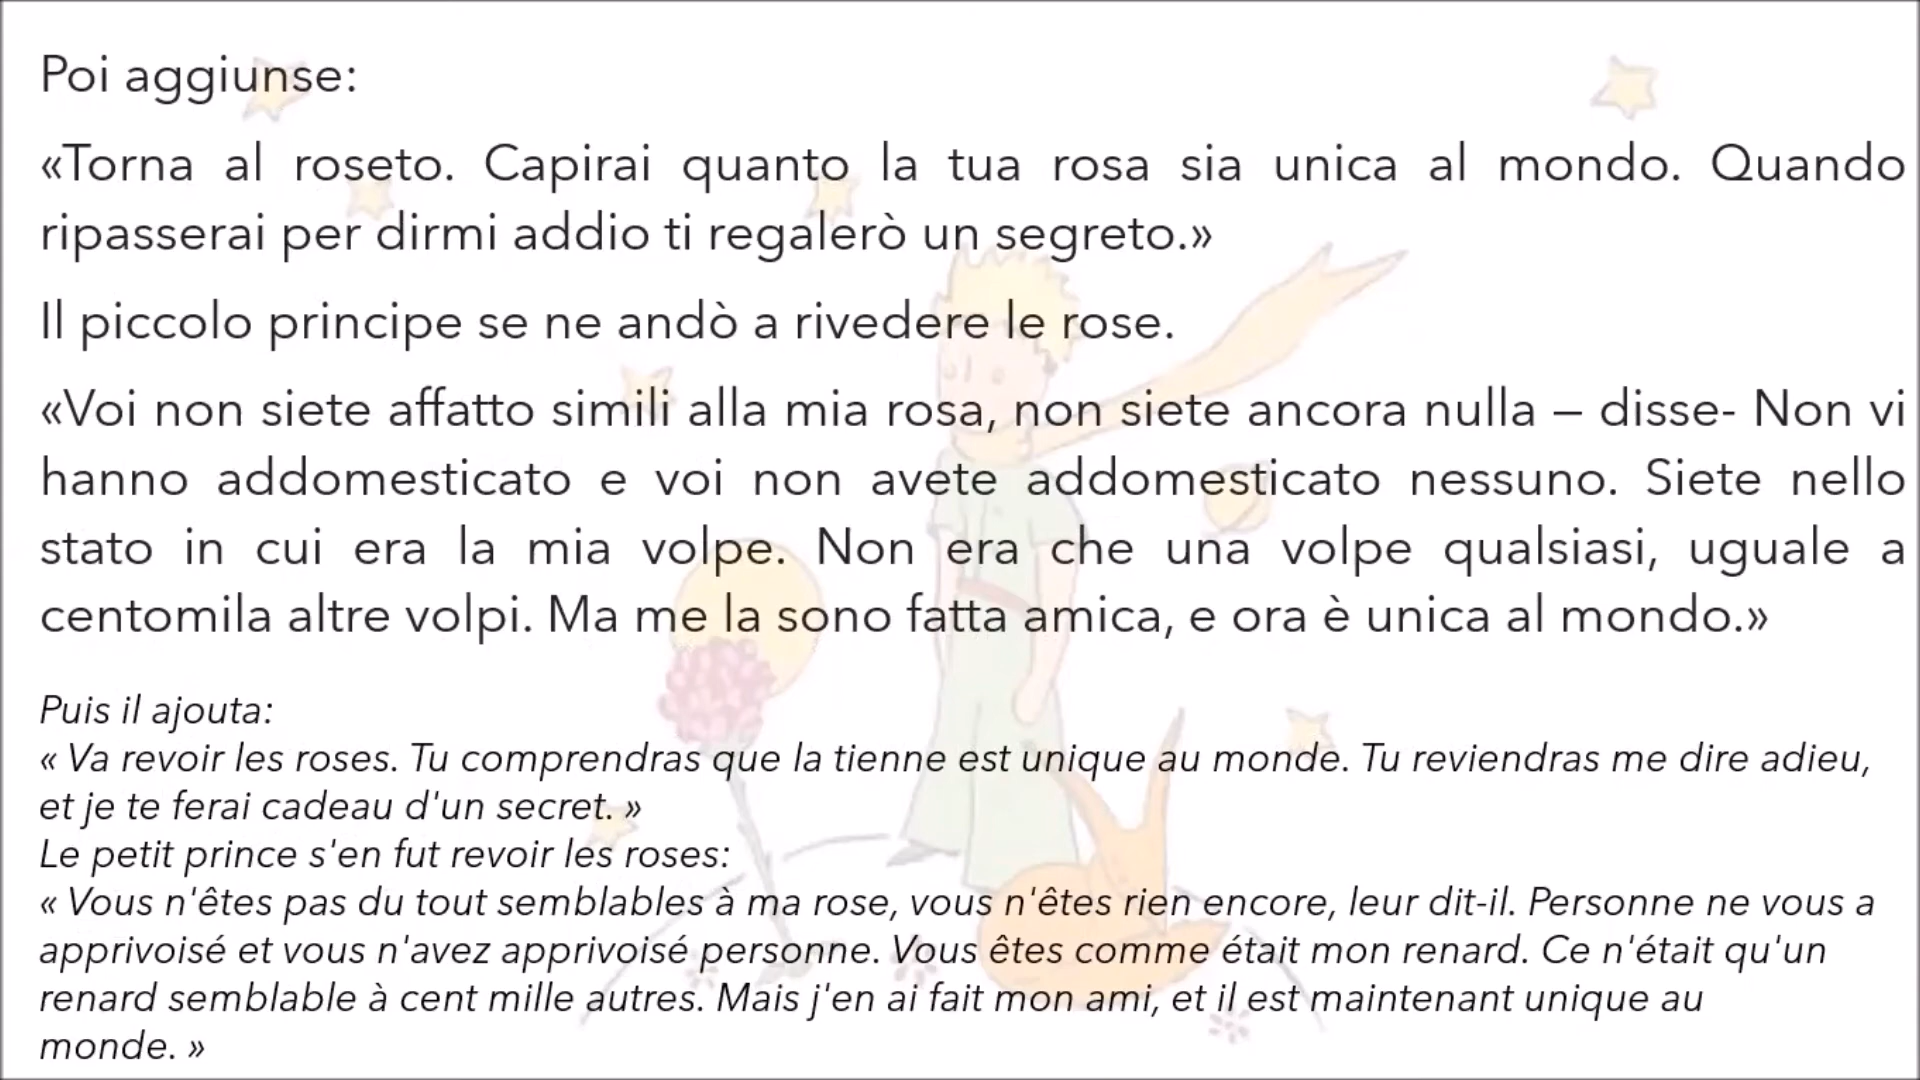 Poi aggiunse:
«Torna al roseto. Capirai quanto la tua rosa sia unica al mondo. Quando
ripasserai per dirmi addio ti regalerò un segreto.»
Il piccolo principe se ne andò a rivedere le rose.
«Voi non siete affatto simili alla mia rosa, non siete ancora nulla – disse- Non vi
hanno addomesticato e voi non avete addomesticato nessuno. Siete nello
stato in cui era la mia volpe. Non era che una volpe qualsiasi, uguale a
centomila altre volpi. Ma me la sono fatta amica, e ora è unica al mondo.»
Puis il ajouta:
« Va revoir les roses. Tu comprendras que la tienne est unique au monde. Tu reviendras me dire adieu,
et je te ferai cadeau d'un secret. »
Le petit prince s'en fut revoir les roses:
« Vous n'êtes pas du tout semblables à ma rose, vous n'êtes rien encore, leur dit-il. Personne ne vous a
apprivoisé et vous n'avez apprivoisé personne. Vous êtes comme était mon renard. Ce n'était qu'un
renard semblable à cent mille autres. Mais j'en ai fait mon ami, et il est maintenant unique au
monde. »